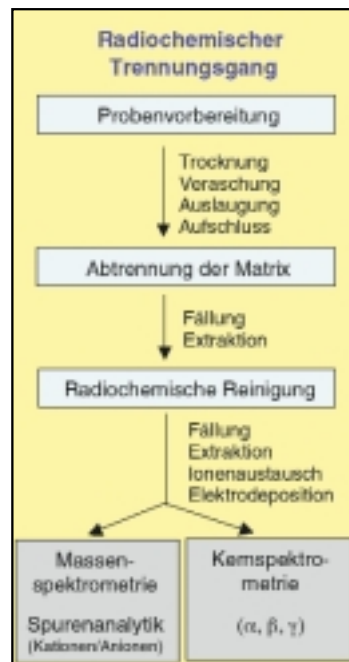 Radiochemischer
Trennungsgang
Probenvorbereitung
Trocknung
Veraschung
Auslaugung
Aufschluss
Abtrennung der Matrix
Fällung
Extraktion
Radiochemische Reinigung
Fällung
Extraktion
Ionenaustausch
Elektrodeposition
Massen-
spektrometrie
Spurenanalytik
(Kationen/Anionen)
Kernspektro-
metrie
(α, β, γ)